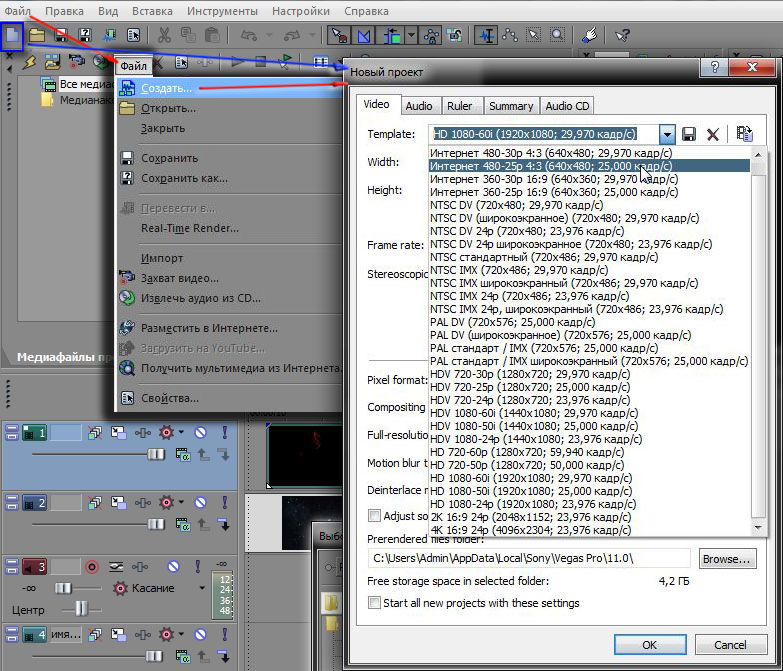 Файл Правка Вид Вставка Инструменты Настройки Справка
Все медиа
Медианак
Медиафайлы пр
Файл
Создать...
Открыть...
Закрыть
Сохранить
Сохранить как...
Перевести в...
Real-Time Render...
Импорт
Захват видео...
Извлечь аудио из CD...
Разместить в Интернете...
Загрузить на YouTube...
Получить мультимедиа из Интернета.
Свойства...
Новый проект
Video Audio Ruler Summary Audio CD
Template: HD 1080-60i (1920x1080; 29,970 кадр/с)
Width:
Height:
Frame rate:
Stereoscopic
Pixel format:
Compositing
Full-resolutio
Motion blur t
Deinterlace m
Интернет 480-30p 4:3 (640x480; 29,970 кадр/с)
Интернет 480-25p 4:3 (640x480; 25,000 кадр/с)
Интернет 360-30p 16:9 (640x360; 29,970 кадр/с)
Интернет 360-25p 16:9 (640x360; 25,000 кадр/с)
NTSC DV (720x480; 29,970 кадр/с)
NTSC DV (широкоэкранное) (720x480; 29,970 кадр/с)
NTSC DV 24p (720x480; 23,976 кадр/с)
NTSC DV 24p широкоэкранное (720x480; 23,976 кадр/с)
NTSC стандартный (720x486; 29,970 кадр/с)
NTSC IMX (720x486; 29,970 кадр/с)
NTSC IMX широкоэкранный (720x486; 29,970 кадр/с)
NTSC IMX 24p (720x486; 23,976 кадр/с)
NTSC IMX 24p, широкоэкранный (720x486; 23,976 кадр/с)
PAL DV (720x576; 25,000 кадр/с)
PAL DV (широкоэкранное) (720x576; 25,000 кадр/с)
PAL стандарт / IMX (720x576; 25,000 кадр/с)
PAL стандарт / IMX широкоэкранный (720x576; 25,000 кадр/с)
HDV 720-30p (1280x720; 29,970 кадр/с)
HDV 720-25p (1280x720; 25,000 кадр/с)
HDV 720-24p (1280x720; 23,976 кадр/с)
HDV 1080-60i (1440x1080; 29,970 кадр/с)
HDV 1080-50i (1440x1080; 25,000 кадр/с)
HDV 1080-24p (1440x1080; 23,976 кадр/с)
HD 720-60p (1280x720; 59,940 кадр/с)
HD 720-50p (1280x720; 50,000 кадр/с)
HD 1080-60i (1920x1080; 29,970 кадр/с)
HD 1080-50i (1920x1080; 25,000 кадр/с)
HD 1080-24p (1920x1080; 23,976 кадр/с)
2K 16:9 24p (2048x1152; 23,976 кадр/с)
4K 16:9 24p (4096x2304; 23,976 кадр/с)
Adjust so
Prerendered files folder:
C:\Users\Admin\AppData\Local\Sony\Vegas Pro\11.0\ Browse...
Free storage space in selected folder: 4,2 ГБ
Start all new projects with these settings
OK Cancel
1
2
3
-∞ Касание
Центр
-∞
12
24
36
48
4 имя...
Выбо